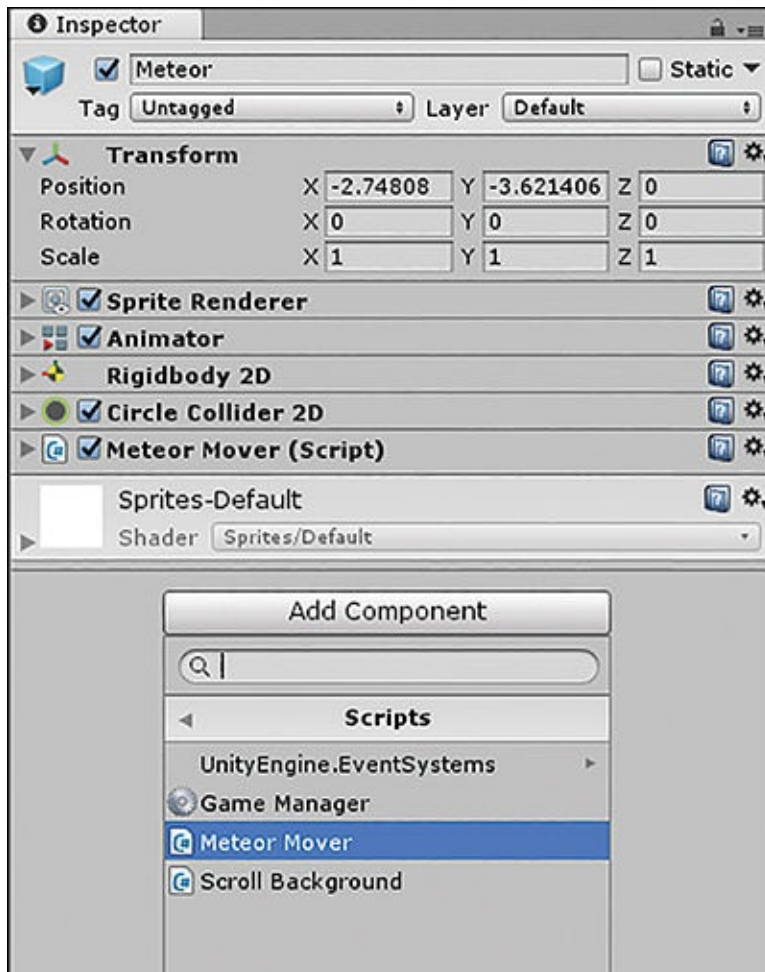 Inspector
Meteor Static
Tag Untagged Layer Default
Transform
Position X -2.74808 Y -3.621406 Z 0
Rotation X 0 Y 0 Z 0
Scale X 1 Y 1 Z 1
Sprite Renderer
Animator
Rigidbody 2D
Circle Collider 2D
Meteor Mover (Script)
Sprites-Default
Shader Sprites/Default
Add Component
Scripts
UnityEngine.EventSystems
Game Manager
Meteor Mover
Scroll Background